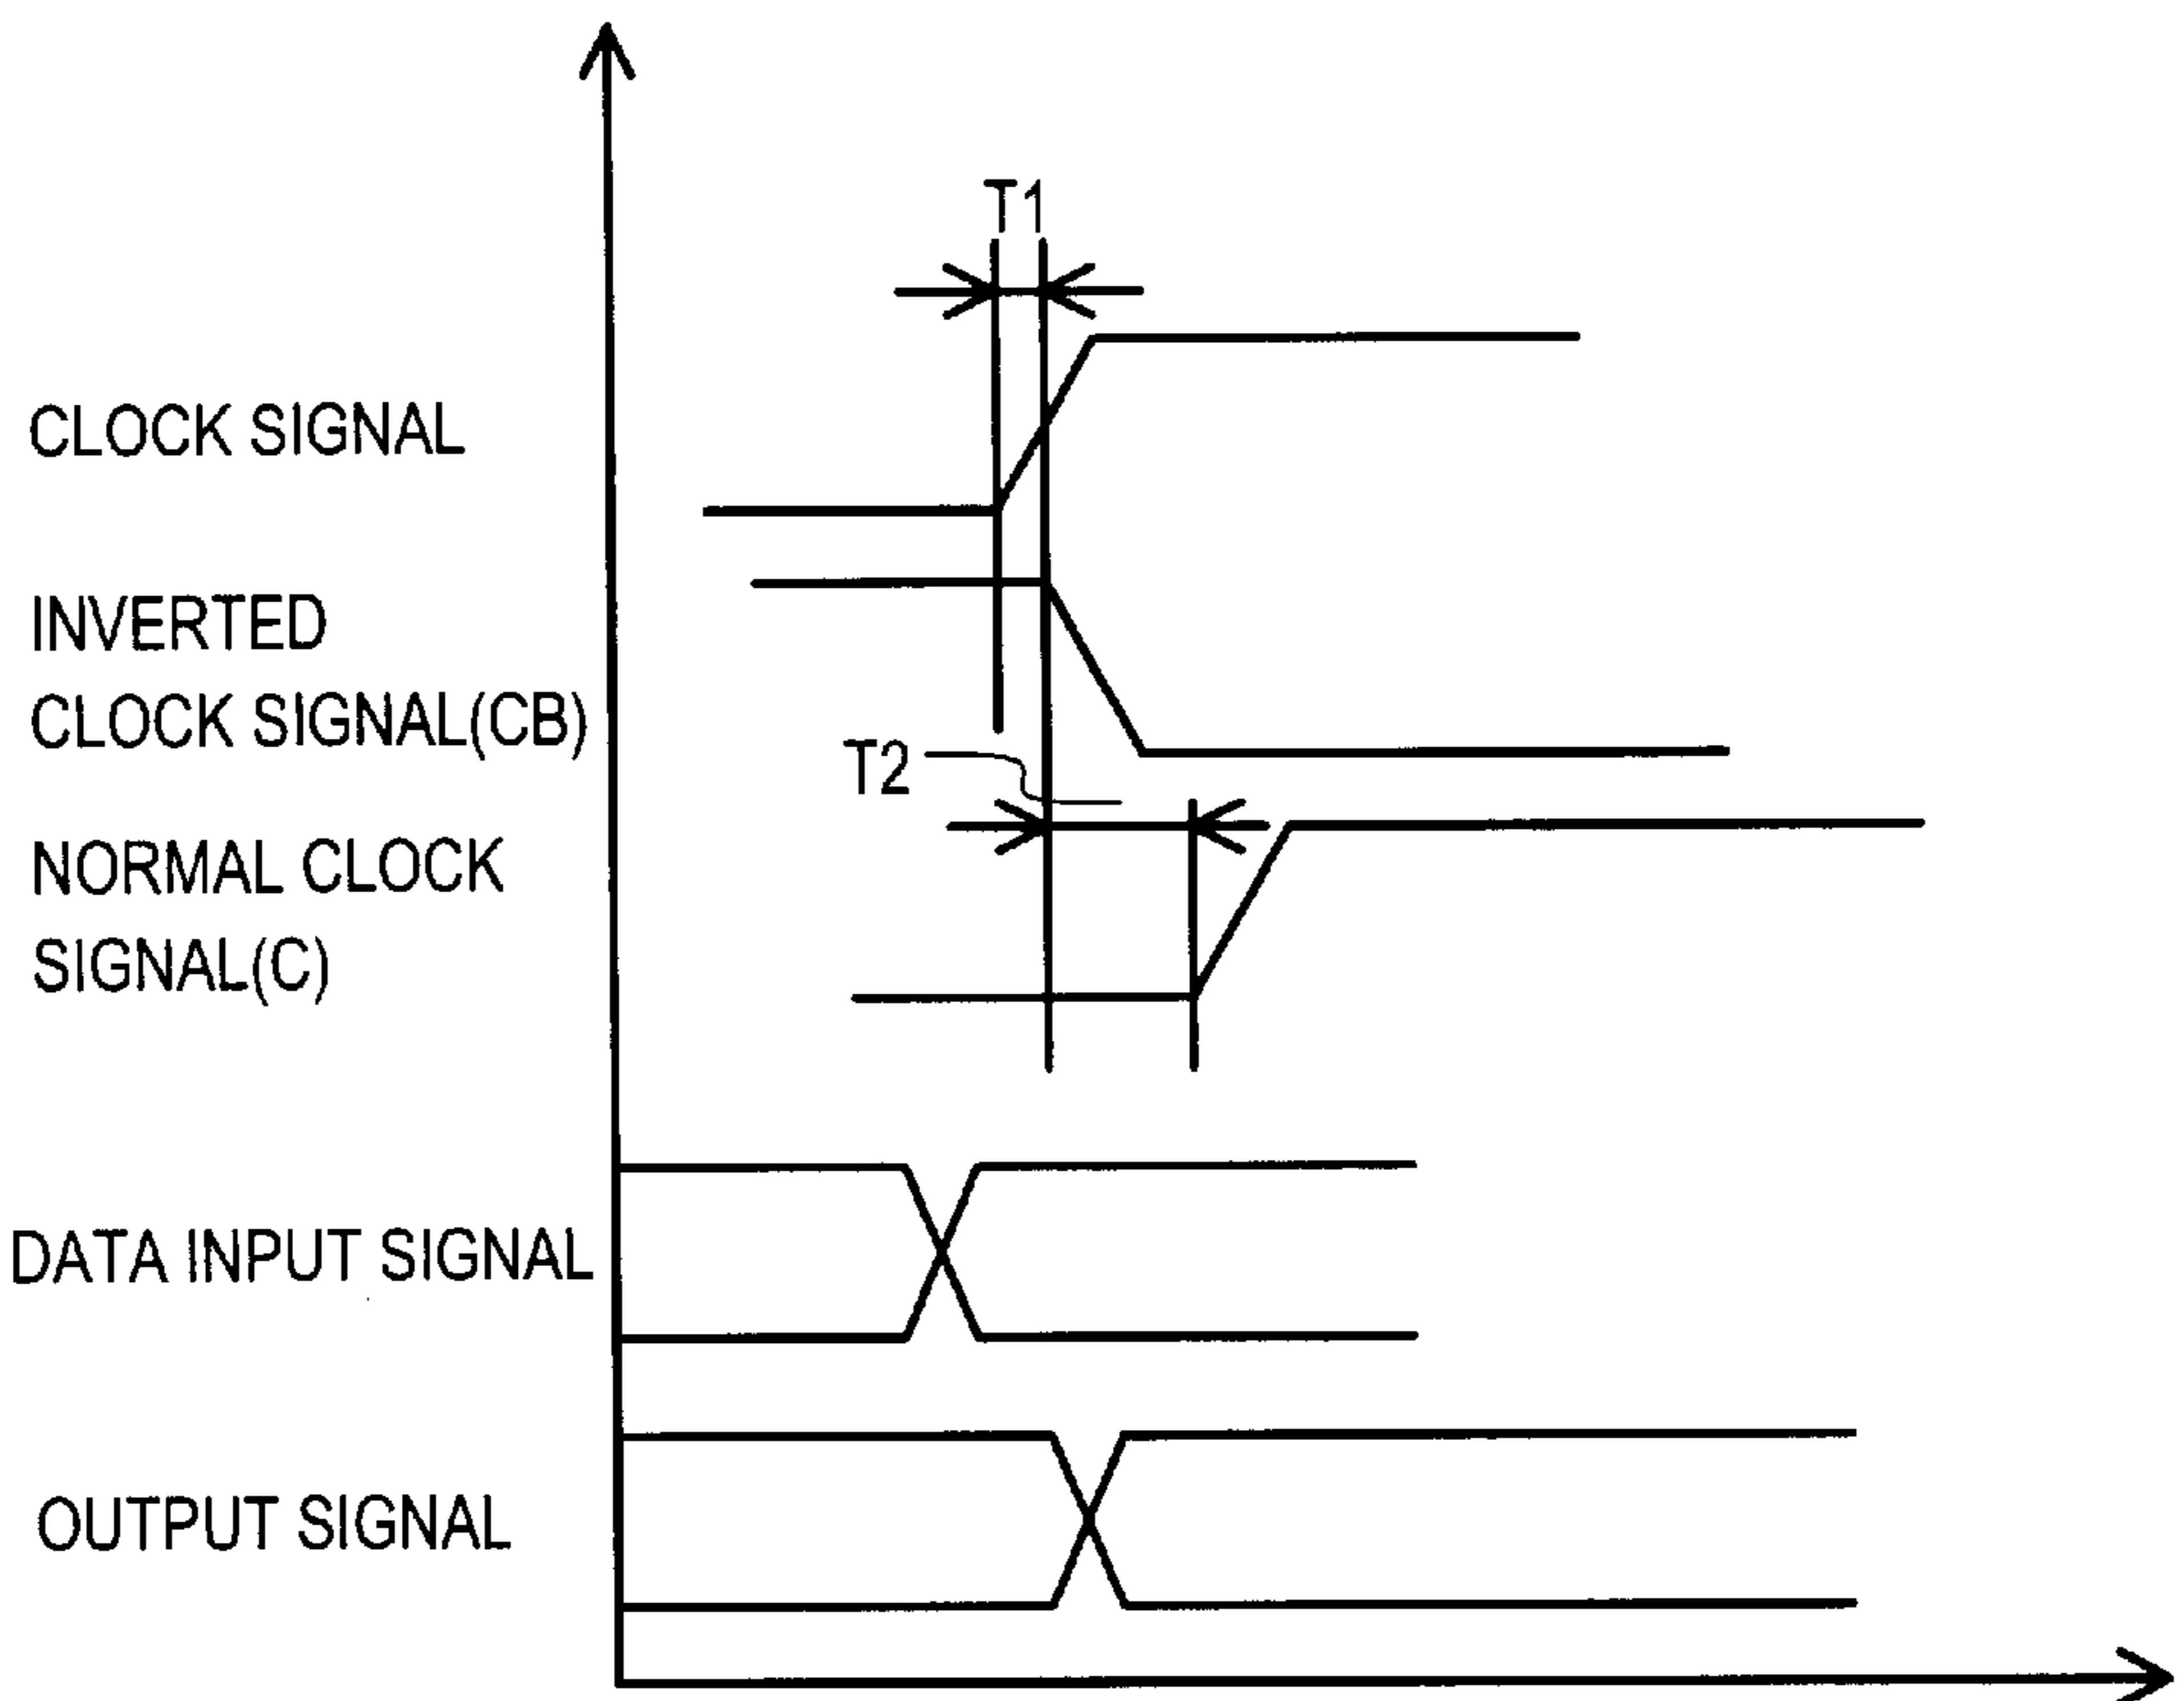 T1
CLOCK SIGNAL
INVERTED
CLOCK SIGNAL(CB)
T2
NORMAL CLOCK
SIGNAL(C)
DATA INPUT SIGNAL
OUTPUT SIGNAL